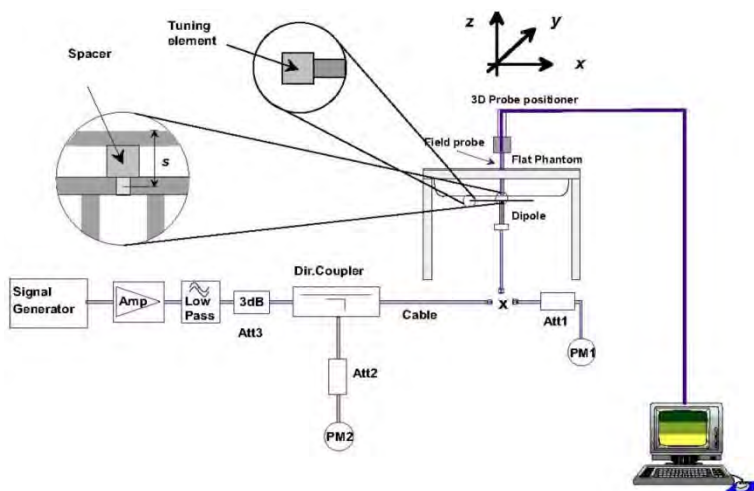 Tuning
element
Spacer
s
z
y
x
3D Probe positioner
Field probe
Flat Phantom
Dipole
Signal
Generator
Amp
Low
Pass
3dB
Att3
Dir.Coupler
Cable
x
Att1
PM1
Att2
PM2